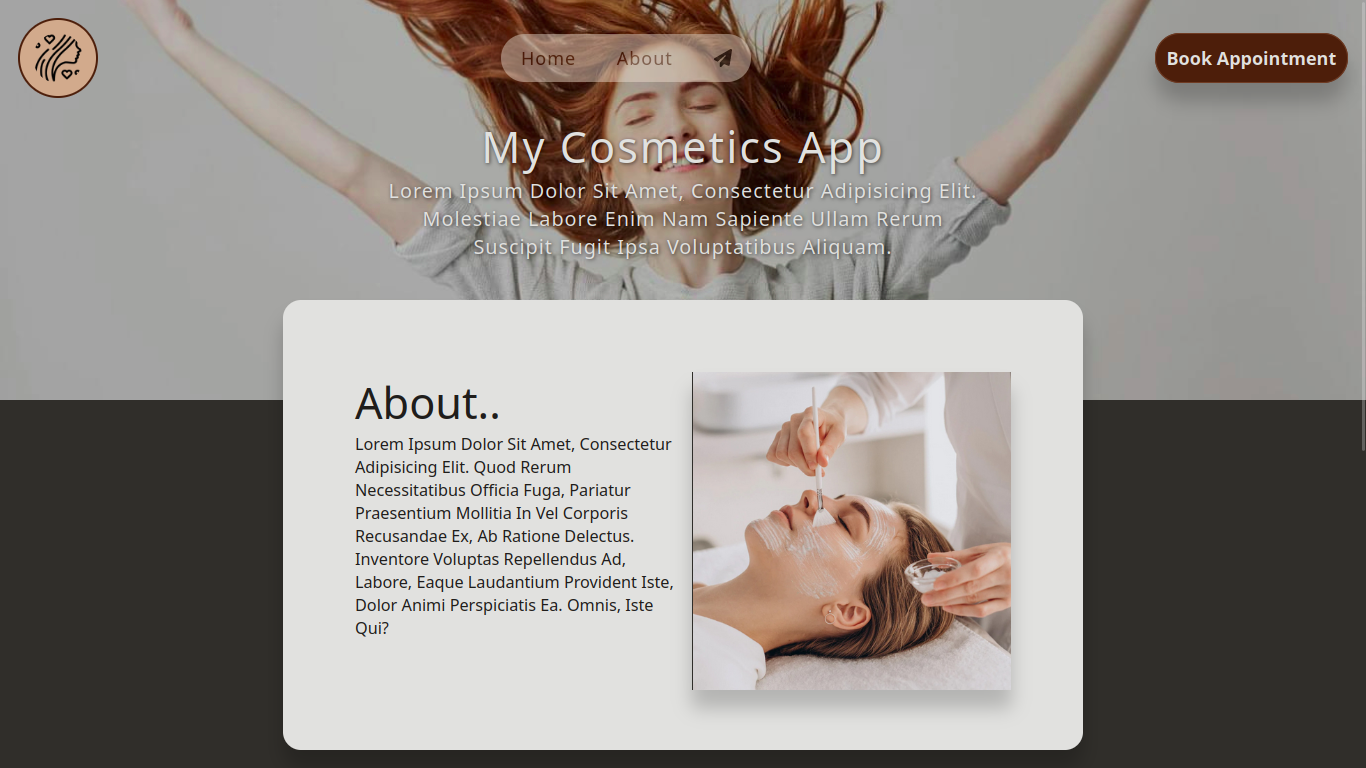 Home About
Book Appointment
My Cosmetics App
Lorem Ipsum Dolor Sit Amet, Consectetur Adipisicing Elit.
Molestiae Labore Enim Nam Sapiente Ullam Rerum
Suscipit Fugit Ipsa Voluptatibus Aliquam.
About..
Lorem Ipsum Dolor Sit Amet, Consectetur
Adipisicing Elit. Quod Rerum
Necessitatibus Officia Fuga, Pariatur
Praesentium Mollitia In Vel Corporis
Recusandae Ex, Ab Ratione Delectus.
Inventore Voluptas Repellendus Ad,
Labore, Eaque Laudantium Provident Iste,
Dolor Animi Perspiciatis Ea. Omnis, Iste
Qui?